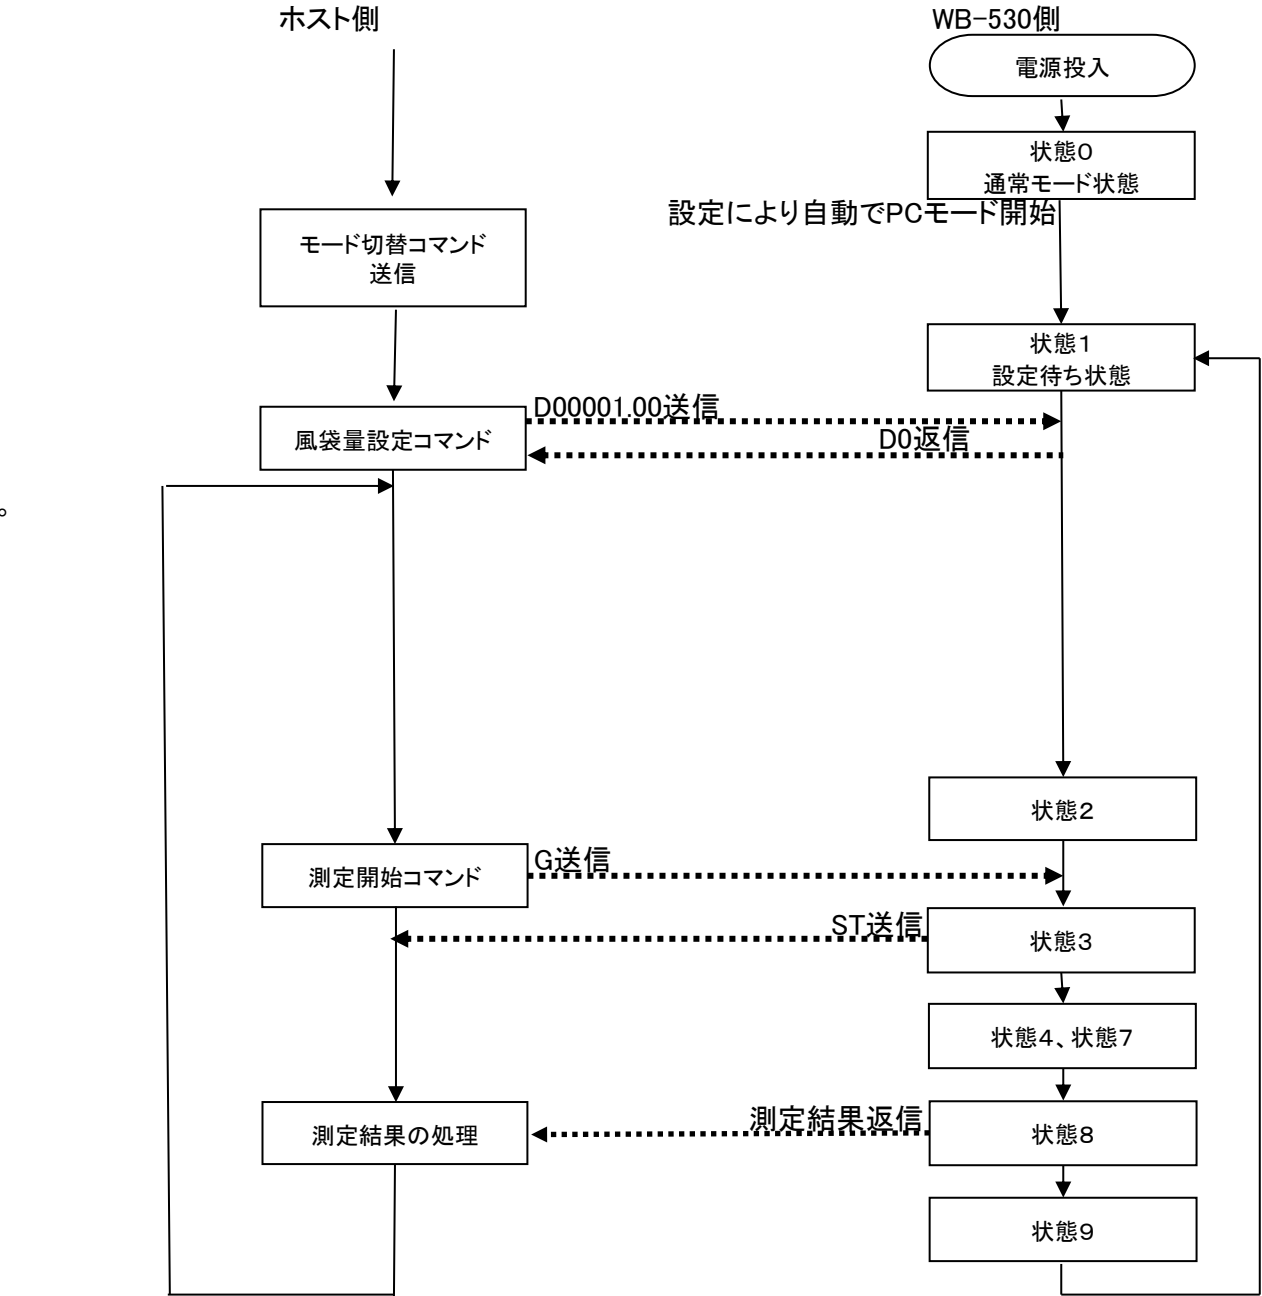 ホスト側
WB-530側
電源投入
状態0
通常モード状態
設定により自動でPCモード開始
モード切替コマンド
送信
状態1
設定待ち状態
D00001.00送信
風袋量設定コマンド
D0返信
。
状態2
G送信
測定開始コマンド
ST送信
状態3
状態4、状態7
測定結果返信
測定結果の処理
状態8
状態9